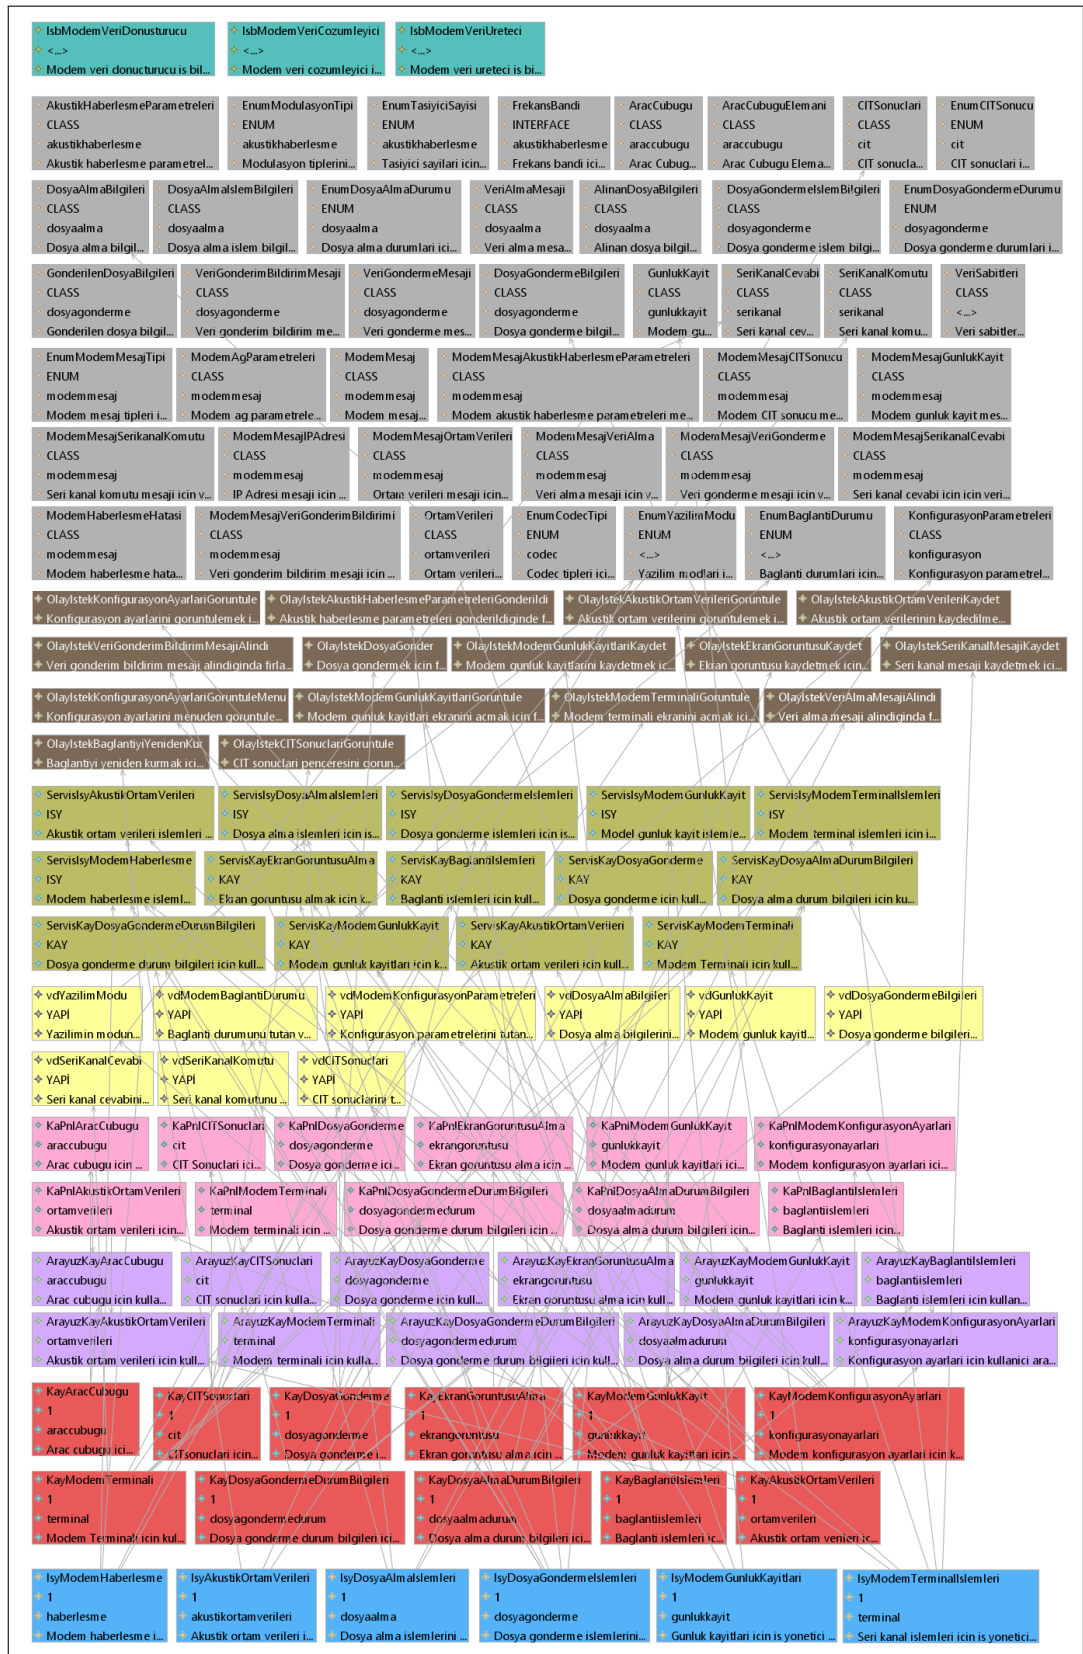 IsbModemVeriDonusturucu
<...>
Modem veri donucturucu is bil...
IsbModemVeriCozumleyici
<...>
Modem veri cozumleyici i...
IsbModemVeriUreteci
<...>
Modem veri ureteci is bi...
AkustikHaberlesmeParametreleri
CLASS
akustikhaberlesme
Akustik haberlesme parametrel...
EnumModulasyonTipi
ENUM
akustikhaberlesme
Modulasyon tiplerini...
EnumTasiyiciSayisi
ENUM
akustikhaberlesme
Tasiyici sayilari icin...
FrekansBandi
INTERFACE
akustikhaberlesme
Frekans bandi ici...
AracCubugu
CLASS
araccubugu
Arac Cubug...
AracCubuguElemani
CLASS
araccubugu
Arac Cubugu Elema...
CITSonuclari
CLASS
cit
CIT sonucla...
EnumCITSonucu
ENUM
cit
CIT sonuclari i...
DosyaAlmaBilgileri
CLASS
dosyaalma
Dosya alma bilgil...
DosyaAlmaIslemBilgileri
CLASS
dosyaalma
Dosya alma islem bilgil...
EnumDosyaAlmaDurumu
ENUM
dosyaalma
Dosya alma durumlari ici...
VeriAlmaMesaji
CLASS
dosyaalma
Veri alma mesa...
AlinanDosyaBilgileri
CLASS
dosyaalma
Alinan dosya bilgil...
DosyaGondermeIslemBilgileri
CLASS
dosyagonderme
Dosya gonderme islem bilgi...
EnumDosyaGondermeDurumu
ENUM
dosyagonderme
Dosya gonderme durumlari i...
GonderilenDosyaBilgileri
CLASS
dosyagonderme
Gonderilen dosya bilgil...
VeriGonderimBildirimMesaji
CLASS
dosyagonderme
Veri gonderim bildirim me...
VeriGondermeMesaji
CLASS
dosyagonderme
Veri gonderme mes...
DosyaGondermeBilgileri
CLASS
dosyagonderme
Dosya gonderme bilgil...
GunlukKayit
CLASS
gunlukkayit
Modem gu...
SeriKanalCevabi
CLASS
serikanal
Seri kanal cev...
SeriKanalKomutu
CLASS
serikanal
Seri kanal komu...
VeriSabitleri
CLASS
<...>
Veri sabitler...
EnumModemMesajTipi
ENUM
modemmesaj
Modem mesaj tipleri i...
ModemAgParametreleri
CLASS
modemmesaj
Modem ag parametrele...
ModemMesaj
CLASS
modemmesaj
Modem mesaj...
ModemMesajAkustikHaberlesmeParametreleri
CLASS
modemmesaj
Modem akustik haberlesme parametreleri me...
ModemMesajCITSonucu
CLASS
modemmesaj
Modem CIT sonucu me...
ModemMesajGunlukKayit
CLASS
modemmesaj
Modem gunluk kayit mes...
ModemMesajSerikanalKomutu
CLASS
modemmesaj
Seri kanal komutu mesaji icin v...
ModemMesajIPAdresi
CLASS
modemmesaj
IP Adresi mesaji icin ...
ModemMesajOrtamVerileri
CLASS
modemmesaj
Ortam verileri mesaji icin...
ModemMesajVeriAlma
CLASS
modemmesaj
Veri alma mesaji icin v...
ModemMesajVeriGonderme
CLASS
modemmesaj
Veri gonderme mesaji icin v...
ModemMesajSerikanalCevabi
CLASS
modemmesaj
Seri kanal cevabi icin icin veri...
ModemHaberlesmeHatasi
CLASS
modemmesaj
Modem haberlesme hata...
ModemMesajVeriGonderimBildirimi
CLASS
modemmesaj
Veri gonderim bildirim mesaji icin ...
OrtamVerileri
CLASS
ortamverileri
Ortam verileri...
EnumCodecTipi
ENUM
codec
Codec tipleri ici...
EnumYazilimModu
ENUM
<...>
Yazilim modlari i...
EnumBaglantiDurumu
ENUM
<...>
Baglanti durumlari icin...
KonfigurasyonParametreleri
CLASS
konfigurasyon
Konfigurasyon parametrel...
OlayIstekKonfigurasyonAyarlariGoruntule
Konfigurasyon ayarlarini goruntulemek i...
OlayIstekAkustikHaberlesmeParametreleriGonderildi
Akustik haberlesme parametreleri gonderildiginde f...
OlayIstekAkustikOrtamVerileriGoruntule
Akustik ortam verilerini goruntulemek i...
OlayIstekAkustikOrtamVerileriKaydet
Akustik ortam verilerinin kaydedilme...
OlayIstekVeriGonderimBildirimMesajiAlindi
Veri gonderim bildirim mesaji alindiginda firla...
OlayIstekDosyaGonder
Dosya gondermek icin f...
OlayIstekModemGunlukKayitlariKaydet
Modem gunluk kayitlarini kaydetmek ic...
OlayIstekEkranGoruntusuKaydet
Ekran goruntusu kaydetmek icin...
OlayIstekSeriKanalMesajiKaydet
Seri kanal mesaji kaydetmek ici...
OlayIstekKonfigurasyonAyarlariGoruntuleMenu
Konfigurasyon ayarlarini menuden goruntule...
OlayIstekModemGunlukKayitlariGoruntule
Modem gunluk kayitlari ekranini acmak icin f...
OlayIstekModemTerminaliGoruntule
Modem terminali ekranini acmak ici...
OlayIstekVeriAlmaMesajiAlindi
Veri alma mesaji alindiginda f...
OlayIstekBaglantiyiYenidenKur
Baglantiyi yeniden kurmak ici...
OlayIstekCITSonuclariGoruntule
CIT sonuclari penceresini gorun...
ServisIsyAkustikOrtamVerileri
ISY
Akustik ortam verileri islemleri ...
ServisIsyDosyaAlmaIslemleri
ISY
Dosya alma islemleri icin is...
ServisIsyDosyaGondermeIslemleri
ISY
Dosya gonderme islemleri icin is...
ServisIsyModemGunlukKayit
ISY
Model gunluk kayit islemle...
ServisIsyModemTerminalIslemleri
ISY
Modem terminal islemleri icin i...
ServisIsyModemHaberlesme
ISY
Modem haberlesme isleml...
ServisKayEkranGoruntusuAlma
KAY
Ekran goruntusu almak icin k...
ServisKayBaglantiIslemleri
KAY
Baglanti islemleri icin kull...
ServisKayDosyaGonderme
KAY
Dosya gonderme icin kull...
ServisKayDosyaAlmaDurumBilgileri
KAY
Dosya alma durum bilgileri icin ku...
ServisKayDosyaGondermeDurumBilgileri
KAY
Dosya gonderme durum bilgileri icin kull...
ServisKayModemGunlukKayit
KAY
Modem gunluk kayitlari icin k...
ServisKayAkustikOrtamVerileri
KAY
Akustik ortam verileri icin kull...
ServisKayModemTerminali
KAY
Modem Terminali icin kull...
vdYazilimModu
YAPİ
Yazilimin modun...
vdModemBaglantiDurumu
YAPİ
Baglanti durumunu tutan v...
vdModemKonfigurasyonParametreleri
YAPİ
Konfigurasyon parametrelerini tutan...
vdDosyaAlmaBilgileri
YAPİ
Dosya alma bilgilerini...
vdGunlukKayit
YAPİ
Modem gunluk kayitl...
vdDosyaGondermeBilgileri
YAPİ
Dosya gonderme bilgileri...
vdSeriKanalCevabi
YAPİ
Seri kanal cevabini...
vdSeriKanalKomutu
YAPİ
Seri kanal komutunu ...
vdCiTSonuclari
YAPİ
CIT sonuclarini t...
KaPnlAracCubugu
araccubugu
Arac cubugu icin ...
KaPnlCITSonuclari
cit
CIT Sonuclari ici...
KaPnlDosyaGonderme
dosyagonderme
Dosya gonderme ici...
KaPnlEkranGoruntusuAlma
ekrangoruntusu
Ekran goruntusu alma icin ...
KaPnlModemGunlukKayit
gunlukkayit
Modem gunluk kayitlari ici...
KaPnlModemKonfigurasyonAyarlari
konfigurasyonayarlari
Modem konfigurasyon ayarlari ici...
KaPnlAkustikOrtamVerileri
ortamverileri
Akustik ortam verileri icin...
KaPnlModemTerminali
terminal
Modem terminali icin ...
KaPnlDosyaGondermeDurumBilgileri
dosyagondermedurum
Dosya gonderme durum bilgileri icin ...
KaPnlDosyaAlmaDurumBilgileri
dosyaalmadurum
Dosya alma durum bilgileri icin...
KaPnlBaglantiIslemleri
baglantiislemleri
Baglanti islemleri icin...
ArayuzKayAracCubugu
araccubugu
Arac cubugu icin kulla...
ArayuzKayCITSonuclari
cit
CIT sonuclari icin kulla...
ArayuzKayDosyaGonderme
dosyagonderme
Dosya gonderme icin kull...
ArayuzKayEkranGoruntusuAlma
ekrangoruntusu
Ekran goruntusu alma icin kull...
ArayuzKayModemGunlukKayit
gunlukkayit
Modem gunluk kayitlari icin k...
ArayuzKayBaglantiIslemleri
baglantiislemleri
Baglanti islemleri icin kullan...
ArayuzKayAkustikOrtamVerileri
ortamverileri
Akustik ortam verileri icin kull...
ArayuzKayModemTerminali
terminal
Modem terminali icin kulla...
ArayuzKayDosyaGondermeDurumBilgileri
dosyagondermedurum
Dosya gonderme durum bilgileri icin kull...
ArayuzKayDosyaAlmaDurumBilgileri
dosyaalmadurum
Dosya alma durum bilgileri icin kull...
ArayuzKayModemKonfigurasyonAyarlari
konfigurasyonayarlari
Konfigurasyon ayarlari icin kullanici ara...
KayAracCubugu
1
araccubugu
Arac cubugu ici...
KayCITSonuclari
1
cit
CITsonuclari icin...
KayDosyaGonderme
1
dosyagonderme
Dosya gonderme i...
KayEkranGoruntusuAlma
1
ekrangoruntusu
Ekran goruntusu alma icin ...
KayModemGunlukKayit
1
gunlukkayit
Modem gunluk kayitlari icin...
KayModemKonfigurasyonAyarlari
1
konfigurasyonayarlari
Modem konfigurasyon ayarlari icin k...
KayModemTerminali
1
terminal
Modem Terminali icin kul...
KayDosyaGondermeDurumBilgileri
1
dosyagondermedurum
Dosya gonderme durum bilgileri ici...
KayDosyaAlmaDurumBilgileri
1
dosyaalmadurum
Dosya alma durum bilgileri ici...
KayBaglantiIslemleri
1
baglantiislemleri
Baglanti islemleri ic...
KayAkustikOrtamVerileri
1
ortamverileri
Akustik ortam verileri ic...
IsyModemHaberlesme
1
haberlesme
Modem haberlesme i...
IsyAkustikOrtamVerileri
1
akustikortamverileri
Akustik ortam verileri i...
IsyDosyaAlmaIslemleri
1
dosyaalma
Dosya alma islemlerini ...
IsyDosyaGondermeIslemleri
1
dosyagonderme
Dosya gonderme islemlerini...
IsyModemGunlukKayitlari
1
gunlukkayit
Gunluk kayitlari icin is yonetici ...
IsyModemTerminalIslemleri
1
terminal
Seri kanal islemleri icin is yonetici...